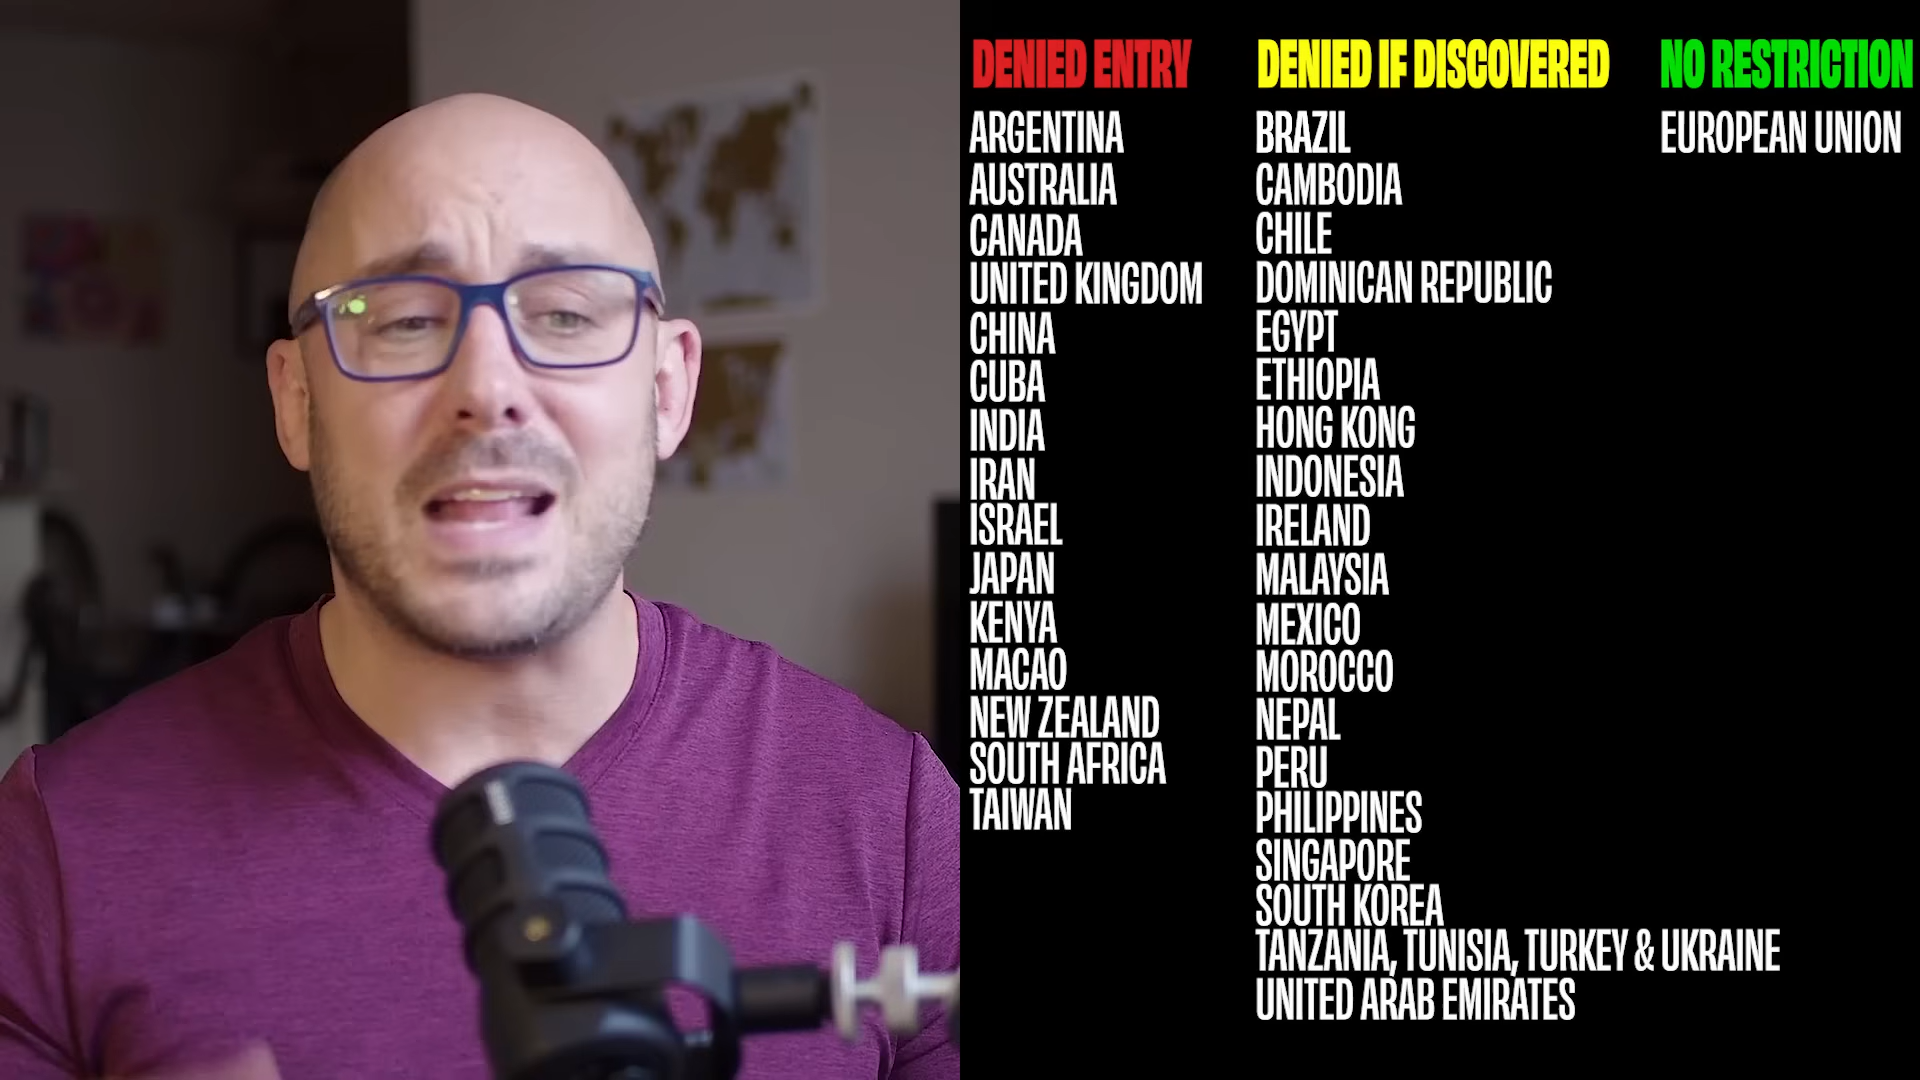 DENIED ENTRY
ARGENTINA
AUSTRALIA
CANADA
UNITED KINGDOM
CHINA
CUBA
INDIA
IRAN
ISRAEL
JAPAN
KENYA
MACAO
NEW ZEALAND
SOUTH AFRICA
TAIWAN
DENIED IF DISCOVERED
BRAZIL
CAMBODIA
CHILE
DOMINICAN REPUBLIC
EGYPT
ETHIOPIA
HONG KONG
INDONESIA
IRELAND
MALAYSIA
MEXICO
MOROCCO
NEPAL
PERU
PHILIPPINES
SINGAPORE
SOUTH KOREA
TANZANIA, TUNISIA, TURKEY & UKRAINE
UNITED ARAB EMIRATES
NO RESTRICTION
EUROPEAN UNION